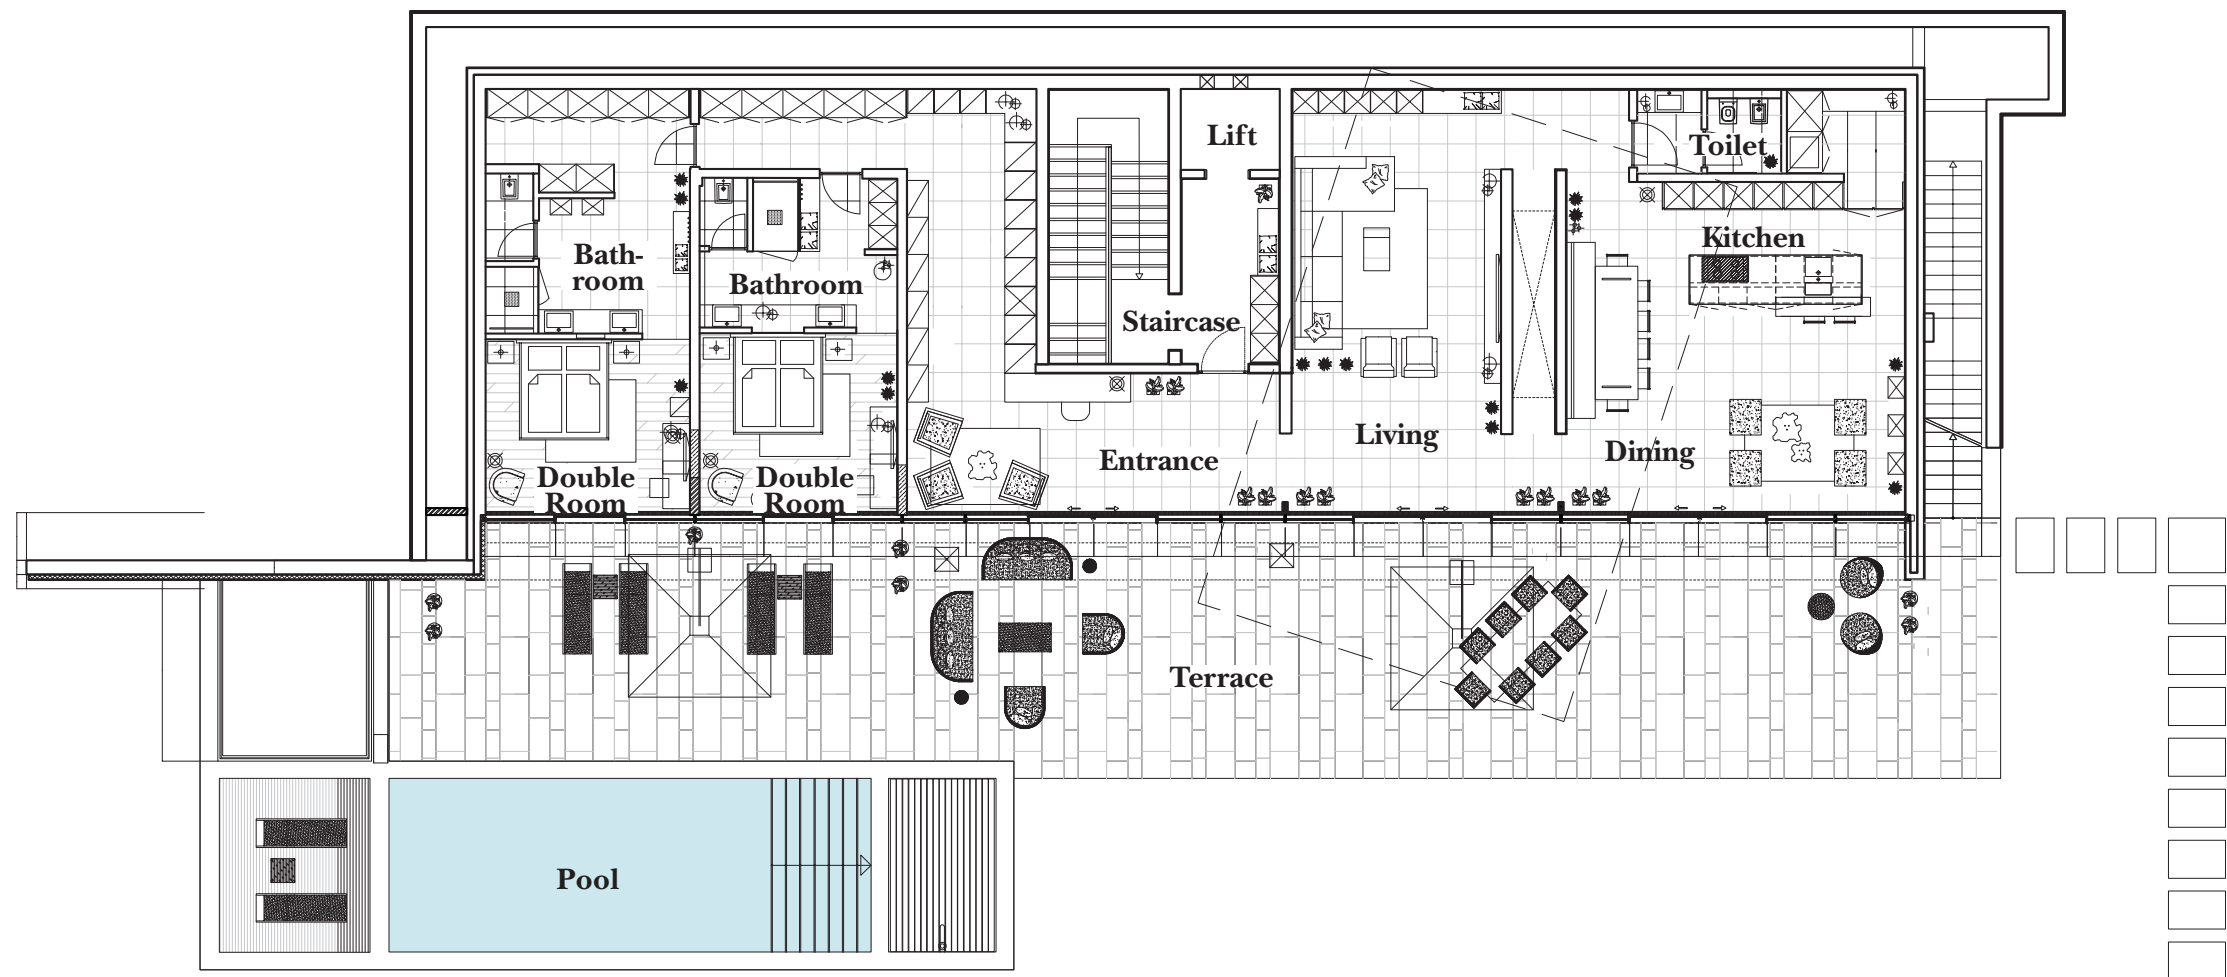 Lift
Toilet
Kitchen
Bath-
room
Bathroom
Staircase
Living
Dining
Entrance
Double
Room
Double
Room
Terrace
Pool